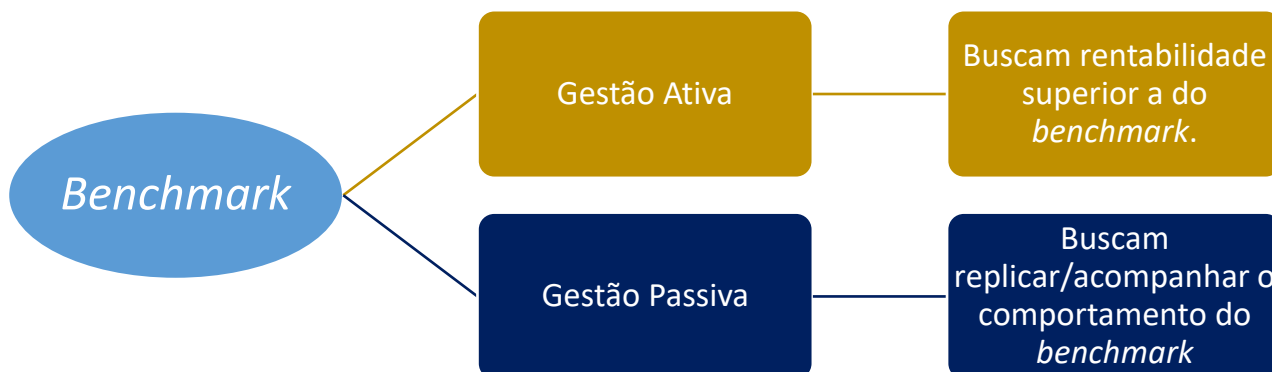 Benchmark
Gestão Ativa
Buscam rentabilidade
superior a do
benchmark.
Gestão Passiva
Buscam
replicar/acompanhar o
comportamento do
benchmark